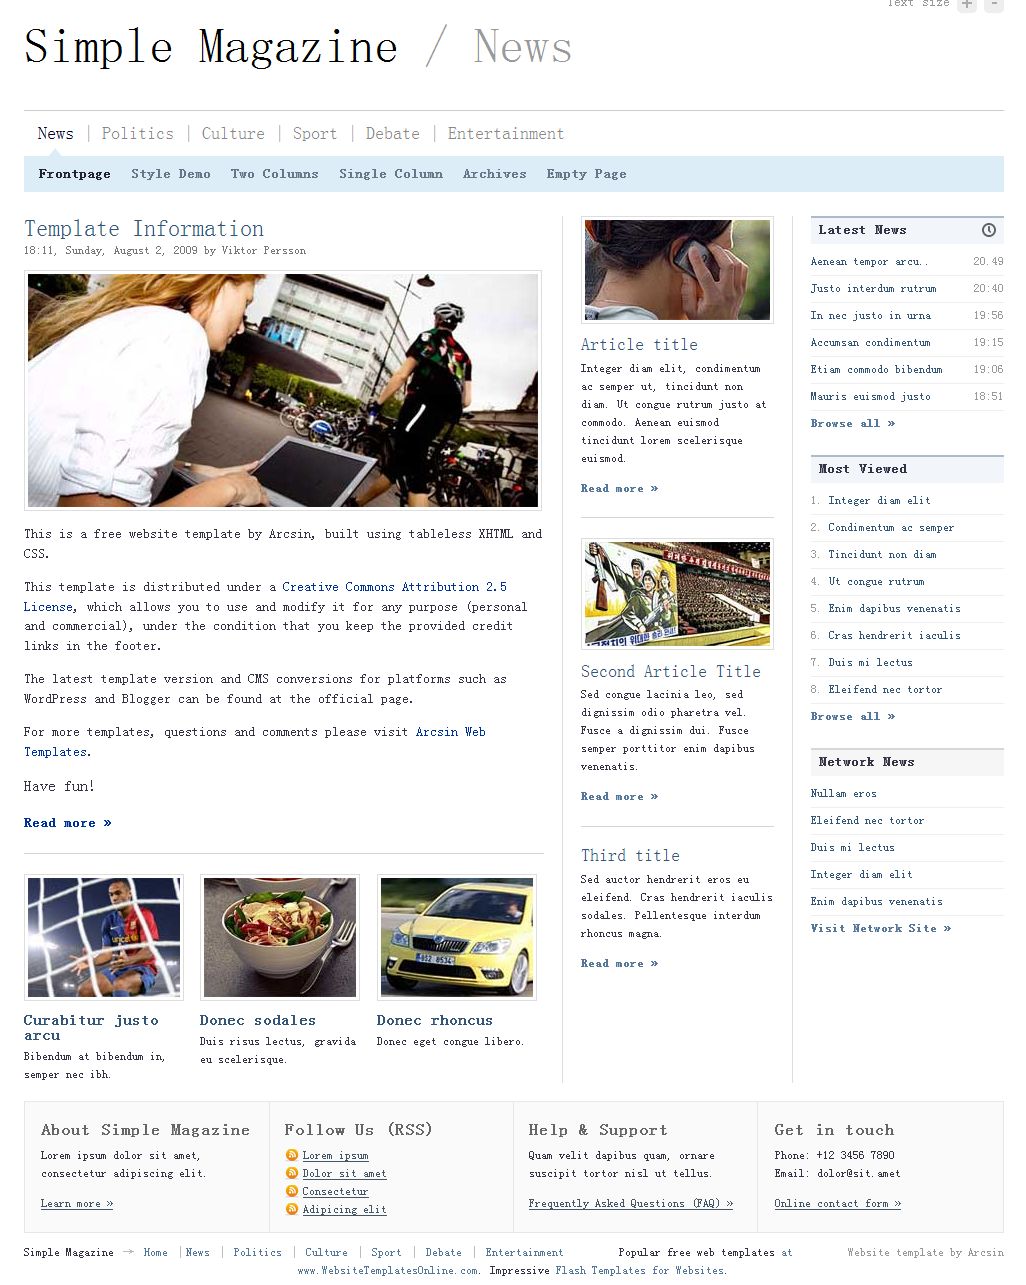 Text size + -
Simple Magazine / News
News | Politics | Culture | Sport | Debate | Entertainment
Frontpage Style Demo Two Columns Single Column Archives Empty Page
Template Information
18:11, Sunday, August 2, 2009 by Viktor Persson
This is a free website template by Arcsin, built using tableless XHTML and
CSS.
This template is distributed under a Creative Commons Attribution 2.5
License, which allows you to use and modify it for any purpose (personal
and commercial), under the condition that you keep the provided credit
links in the footer.
The latest template version and CMS conversions for platforms such as
WordPress and Blogger can be found at the official page.
For more templates, questions and comments please visit Arcsin Web
Templates.
Have fun!
Read more »
unicef
Curabitur justo
arcu
Bibendum at bibendum in,
semper nec ibh.
Donec sodales
Duis risus lectus, gravida
eu scelerisque.
Donec rhoncus
Donec eget congue libero.
Article title
Integer diam elit, condimentum
ac semper ut, tincidunt non
diam. Ut congue rutrum justo at
commodo. Aenean euismod
tincidunt lorem scelerisque
euismod.
Read more »
Second Article Title
Sed congue lacinia leo, sed
dignissim odio pharetra vel.
Fusce a dignissim dui. Fusce
semper porttitor enim dapibus
venenatis.
Read more »
Third title
Sed auctor hendrerit eros eu
eleifend. Cras hendrerit iaculis
sodales. Pellentesque interdum
rhoncus magna.
Read more »
Latest News
Aenean tempor arcu.. 20.49
Justo interdum rutrum 20:40
In nec justo in urna 19:56
Accumsan condimentum 19:15
Etiam commodo bibendum 19:06
Mauris euismod justo 18:51
Browse all »
Most Viewed
1. Integer diam elit
2. Condimentum ac semper
3. Tincidunt non diam
4. Ut congue rutrum
5. Enim dapibus venenatis
6. Cras hendrerit iaculis
7. Duis mi lectus
8. Eleifend nec tortor
Browse all »
Network News
Nullam eros
Eleifend nec tortor
Duis mi lectus
Integer diam elit
Enim dapibus venenatis
Visit Network Site »
About Simple Magazine
Lorem ipsum dolor sit amet,
consectetur adipiscing elit.
Learn more »
Follow Us (RSS)
Lorem ipsum
Dolor sit amet
Consectetur
Adipicing elit
Help & Support
Quam velit dapibus quam, ornare
suscipit tortor nisl ut tellus.
Frequently Asked Questions (FAQ) »
Get in touch
Phone: +12 3456 7890
Email: dolor@sit.amet
Online contact form »
Simple Magazine → Home | News | Politics | Culture | Sport | Debate | Entertainment Popular free web templates at Website template by Arcsin
www.WebsiteTemplatesOnline.com. Impressive Flash Templates for Websites.